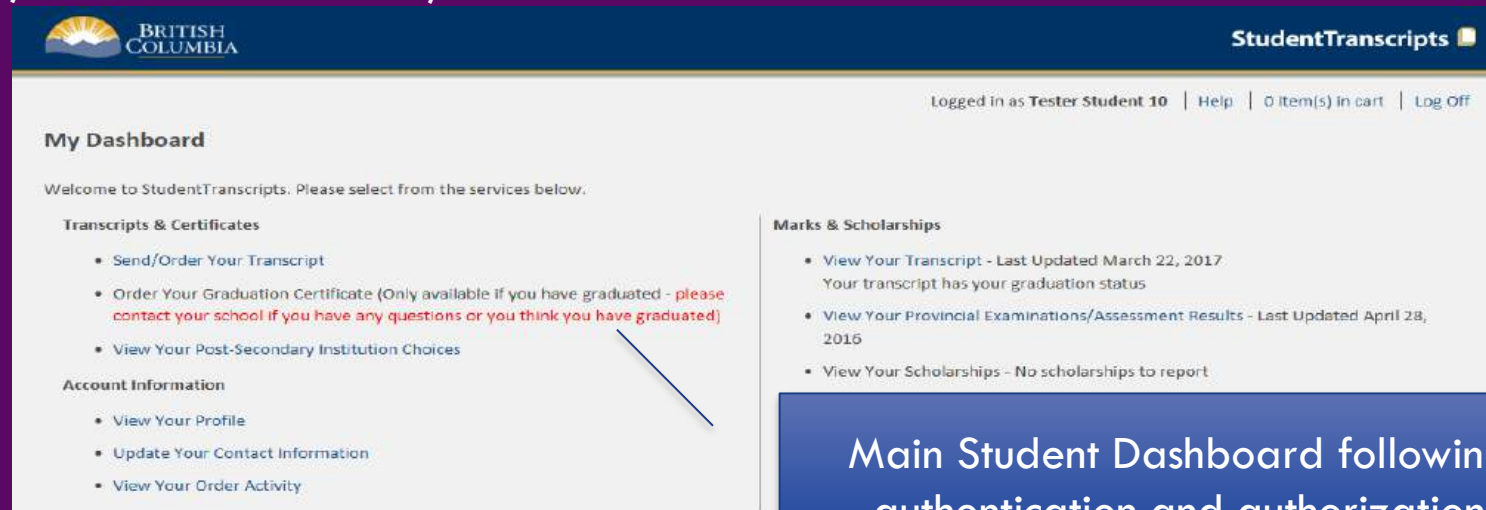 BRITISH
COLUMBIA
StudentTranscripts
Logged in as Tester Student 10 | Help | 0 item(s) in cart | Log Off
My Dashboard
Welcome to StudentTranscripts. Please select from the services below.
Transcripts & Certificates
• Send/Order Your Transcript
• Order Your Graduation Certificate (Only available if you have graduated - please
contact your school if you have any questions or you think you have graduated)
• View Your Post-Secondary Institution Choices
Account Information
• View Your Profile
• Update Your Contact Information
• View Your Order Activity
Marks & Scholarships
• View Your Transcript - Last Updated March 22, 2017
Your transcript has your graduation status
• View Your Provincial Examinations/Assessment Results - Last Updated April 28,
2016
• View Your Scholarships - No scholarships to report
Main Student Dashboard followin
authentication and authorization